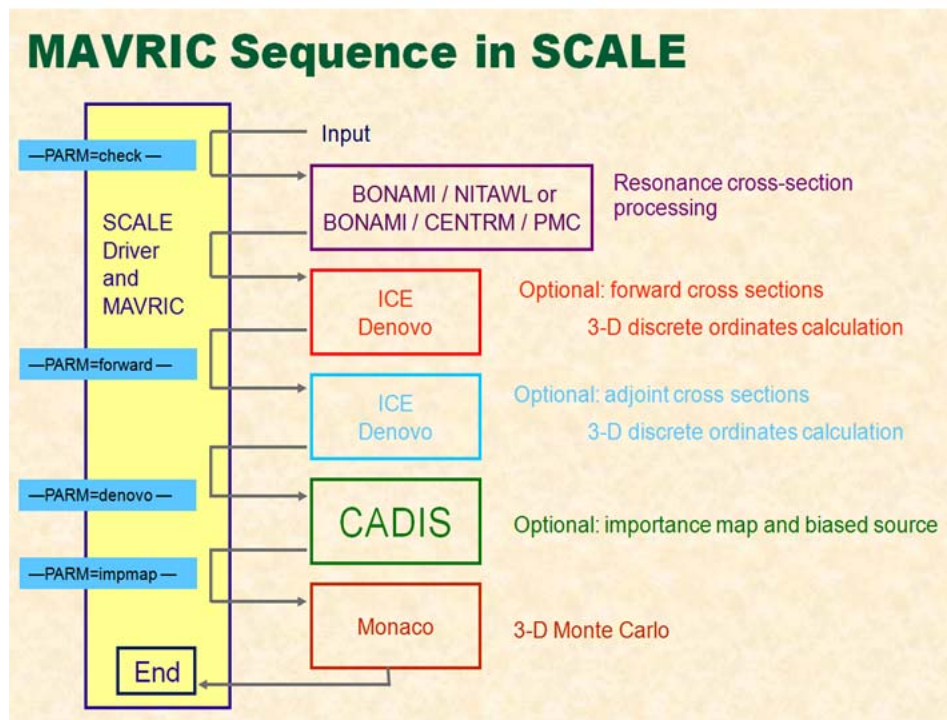 MAVRIC Sequence in SCALE
Input
—PARM=check —
BONAMI / NITAWL or
BONAMI / CENTRM / PMC
Resonance cross-section
processing
SCALE
Driver
and
MAVRIC
ICE
Denovo
Optional: forward cross sections
3-D discrete ordinates calculation
—PARM=forward —
ICE
Denovo
Optional: adjoint cross sections
3-D discrete ordinates calculation
—PARM=denovo —
CADIS
Optional: importance map and biased source
—PARM=impmap —
Monaco
3-D Monte Carlo
End